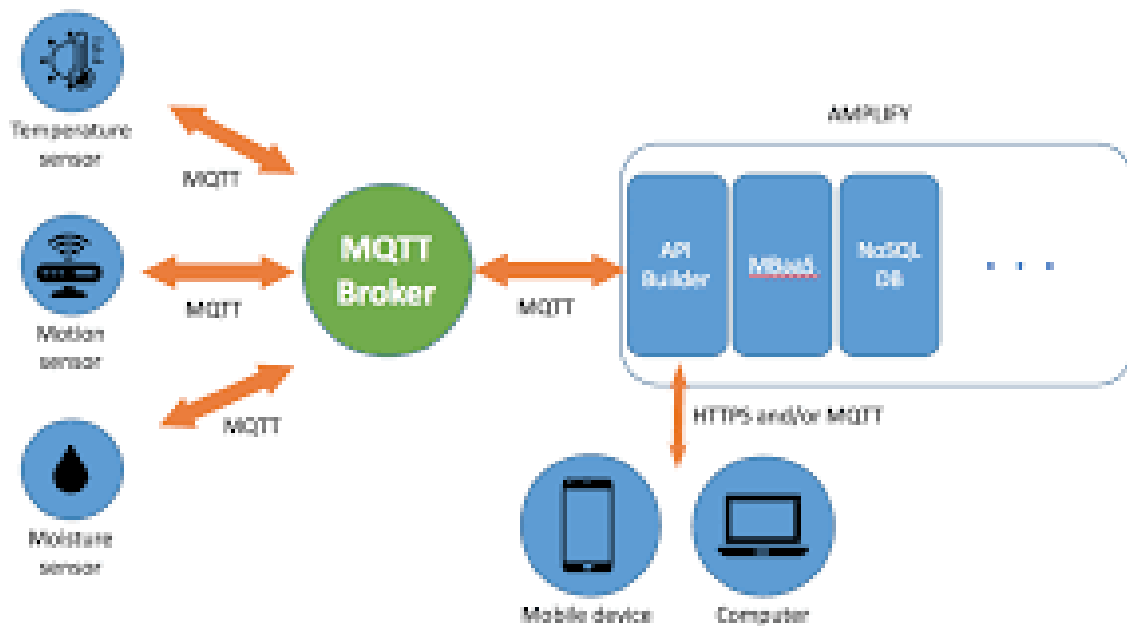 Temperature
sensor
MQTT
AMPLIFY
MQTT
Broker
API
Builder
MBaaS
NoSQL
DB
. . .
MQTT
MQTT
Motion
sensor
MQTT
HTTPS and/or MQTT
Moisture
sensor
Mobile device
Computer